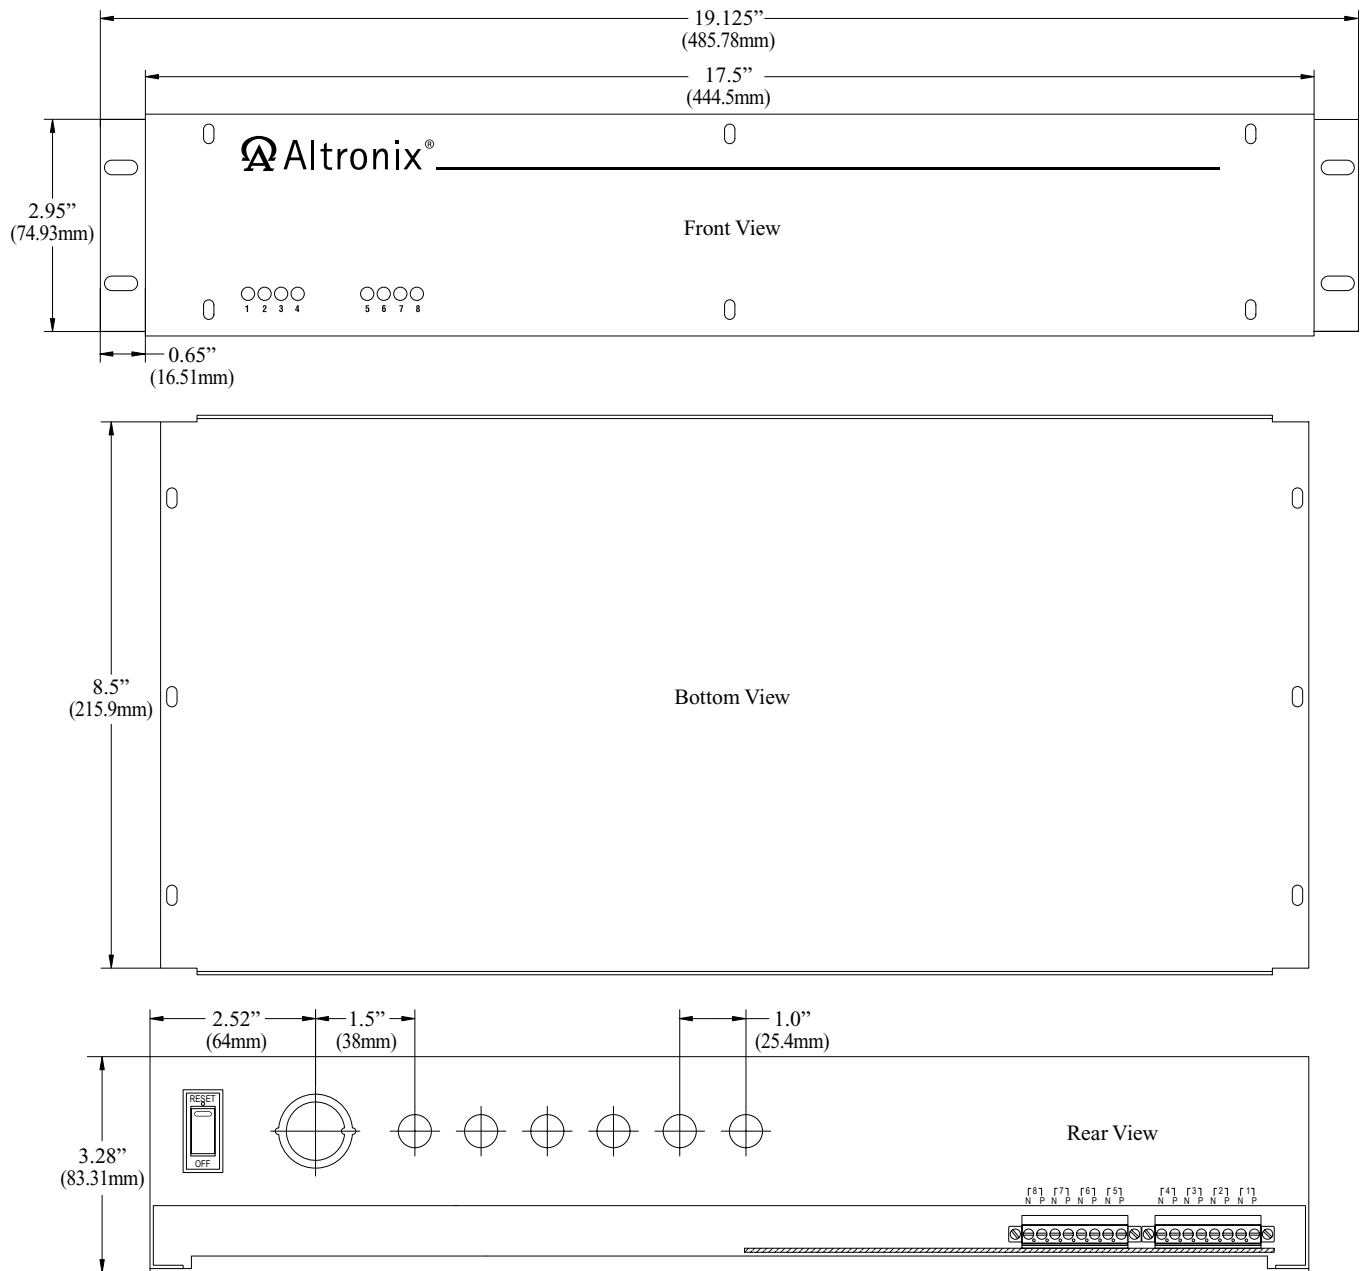 19.125”
(485.78mm)
17.5”
(444.5mm)
Altronix®
2.95”
(74.93mm)
Front View
1 2 3 4 5 6 7 8
0.65”
(16.51mm)
8.5”
(215.9mm)
Bottom View
2.52”
(64mm)
1.5”
(38mm)
1.0”
(25.4mm)
RESET
OFF
3.28”
(83.31mm)
Rear View
8 7 6 5 4 3 2 1
N P N P N P N P N P N P N P N P